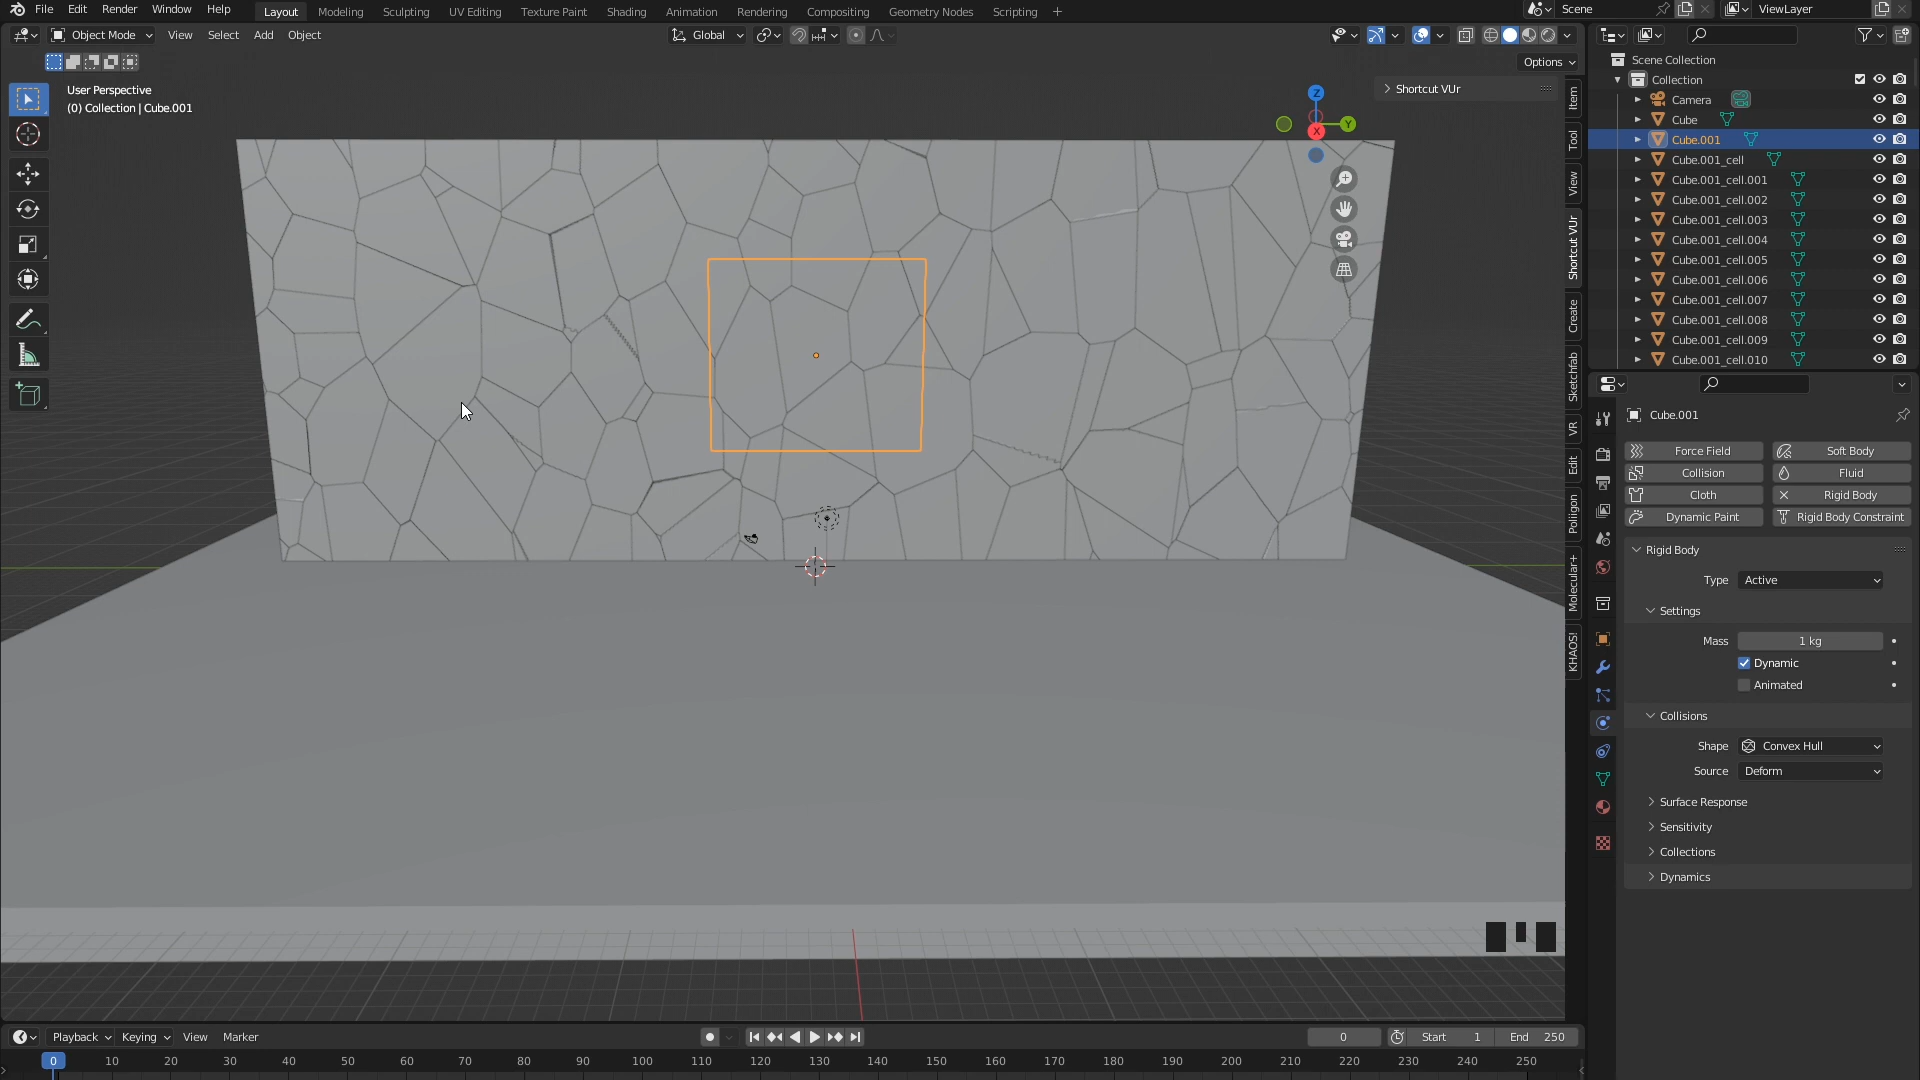 File Edit Render Window Help Layout Modeling Sculpting UV Editing Texture Paint Shading Animation Rendering Compositing Geometry Nodes Scripting + Scene ViewLayer
Object Mode View Select Add Object Global
Options
User Perspective
(0) Collection | Cube.001
Shortcut VUr
Z
Y
X
Item
Tool
View
Shortcut VUr
Create
Sketchfab
VR
Edit
Poliigon
Molecular+
KHAOS!
Scene Collection
Collection
Camera
Cube
Cube.001
Cube.001_cell
Cube.001_cell.001
Cube.001_cell.002
Cube.001_cell.003
Cube.001_cell.004
Cube.001_cell.005
Cube.001_cell.006
Cube.001_cell.007
Cube.001_cell.008
Cube.001_cell.009
Cube.001_cell.010
Cube.001
Force Field Soft Body
Collision Fluid
Cloth Rigid Body
Dynamic Paint Rigid Body Constraint
Rigid Body
Type Active
Settings
Mass 1 kg
Dynamic
Animated
Collisions
Shape Convex Hull
Source Deform
Surface Response
Sensitivity
Collections
Dynamics
Playback Keying View Marker 0 Start 1 End 250
0 10 20 30 40 50 60 70 80 90 100 110 120 130 140 150 160 170 180 190 200 210 220 230 240 250